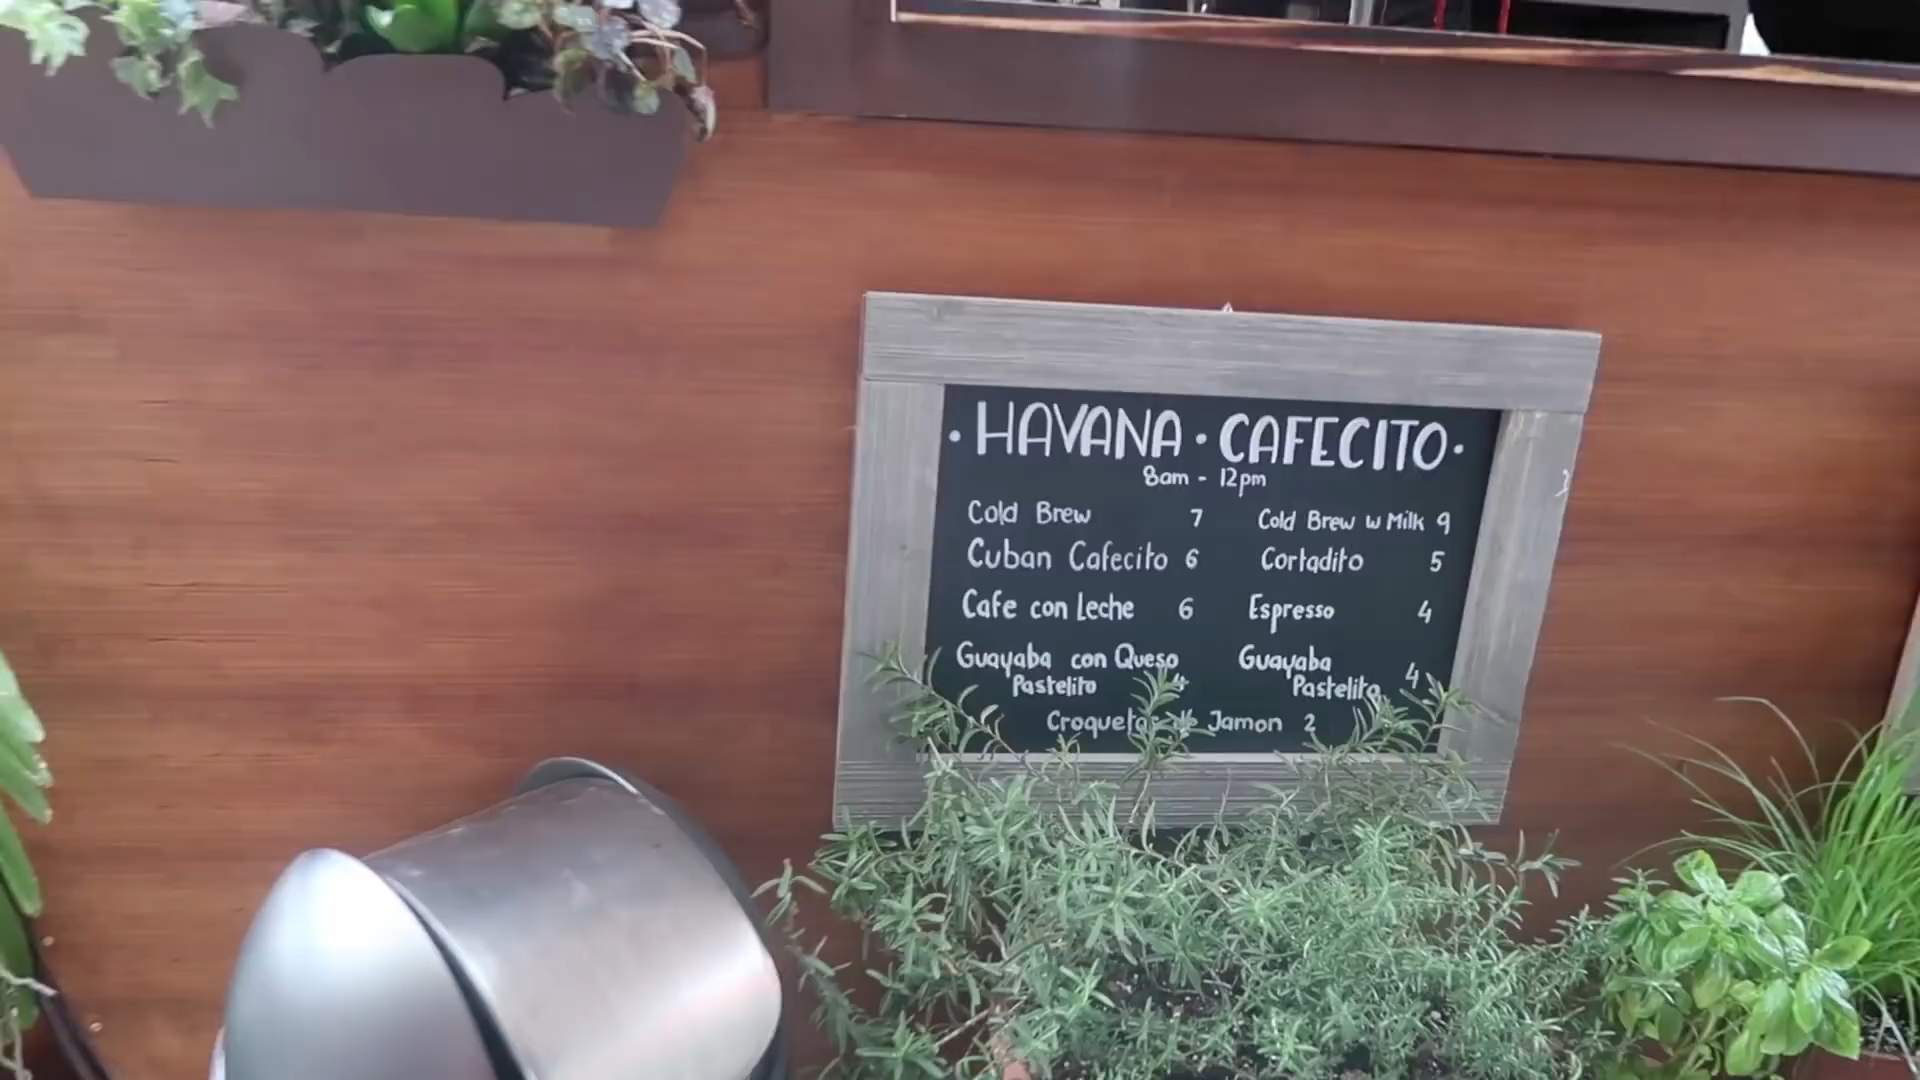 · HAVANA · CAFECITO ·
8am - 12pm
Cold Brew 7 Cold Brew w Milk 9
Cuban Cafecito 6 Cortadito 5
Cafe con Leche 6 Espresso 4
Guayaba con Queso Guayaba
Pastelito 4 Pastelito 4
Croquetas de Jamon 2